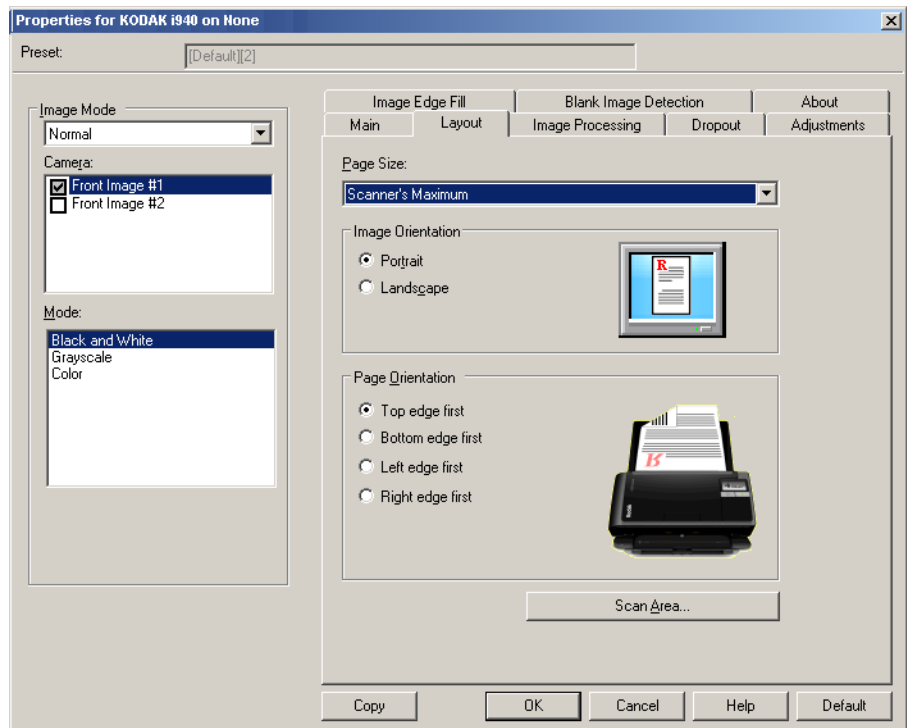 Properties for KODAK i940 on None
Preset:
[Default][2]
Image Mode
Normal
Camera:
Front Image #1
Front Image #2
Mode:
Black and White
Grayscale
Color
Image Edge Fill
Blank Image Detection
About
Main
Layout
Image Processing
Dropout
Adjustments
Page Size:
Scanner's Maximum
Image Orientation
Portrait
Landscape
R
Page Orientation
Top edge first
Bottom edge first
Left edge first
Right edge first
R
Kodak
Scan Area...
Copy
OK
Cancel
Help
Default